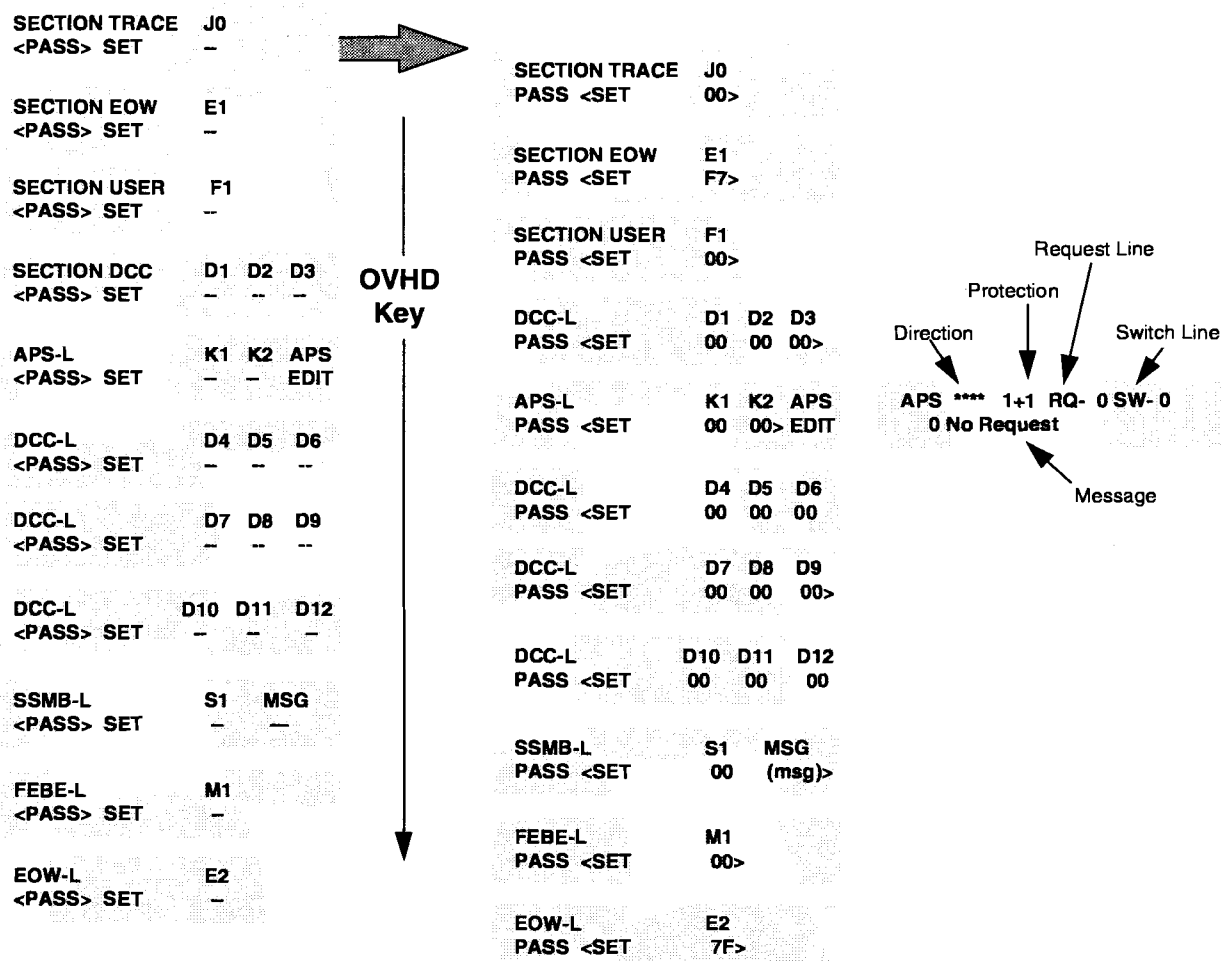 SECTION TRACE J0
<PASS> SET –
SECTION EOW E1
<PASS> SET –
SECTION USER F1
<PASS> SET --
SECTION DCC D1 D2 D3
<PASS> SET – -- –
APS-L K1 K2 APS
<PASS> SET – – EDIT
DCC-L D4 D5 D6
<PASS> SET – -- --
DCC-L D7 D8 D9
<PASS> SET – -- --
DCC-L D10 D11 D12
<PASS> SET – – –
SSMB-L S1 MSG
<PASS> SET – —
FEBE-L M1
<PASS> SET –
EOW-L E2
<PASS> SET –
OVHD
Key
SECTION TRACE J0
PASS <SET 00>
SECTION EOW E1
PASS <SET F7>
SECTION USER F1
PASS <SET 00>
DCC-L D1 D2 D3
PASS <SET 00 00 00>
APS-L K1 K2 APS
PASS <SET 00 00> EDIT
DCC-L D4 D5 D6
PASS <SET 00 00 00
DCC-L D7 D8 D9
PASS <SET 00 00 00>
DCC-L D10 D11 D12
PASS <SET 00 00 00
SSMB-L S1 MSG
PASS <SET 00 (msg)>
FEBE-L M1
PASS <SET 00>
EOW-L E2
PASS <SET 7F>
Request Line
Protection
Direction
Switch Line
APS **** 1+1 RQ- 0 SW- 0
0 No Request
Message